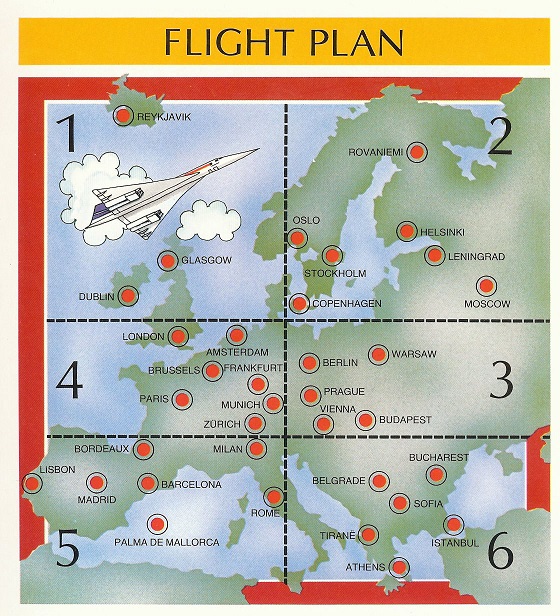 FLIGHT PLAN
1
2
REYKJAVIK
ROVANIEMI
OSLO
HELSINKI
LENINGRAD
GLASGOW
STOCKHOLM
MOSCOW
DUBLIN
COPENHAGEN
LONDON
AMSTERDAM
WARSAW
BRUSSELS
FRANKFURT
BERLIN
4
3
PARIS
MUNICH
PRAGUE
VIENNA
ZÜRICH
BUDAPEST
BORDEAUX
MILAN
BUCHAREST
LISBON
MADRID
BARCELONA
BELGRADE
ROME
SOFIA
PALMA DE MALLORCA
TIRANË
ISTANBUL
5
6
ATHENS